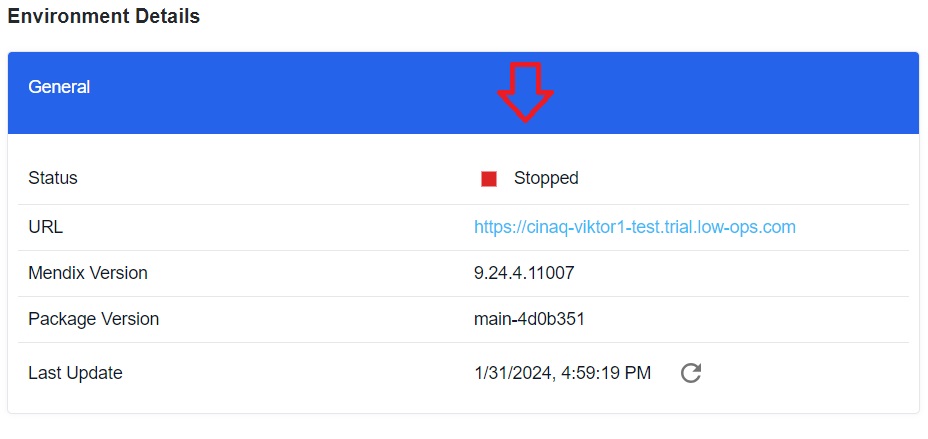 Environment Details
General
Status Stopped
URL https://cinaq-viktor1-test.trial.low-ops.com
Mendix Version 9.24.4.11007
Package Version main-4d0b351
Last Update 1/31/2024, 4:59:19 PM